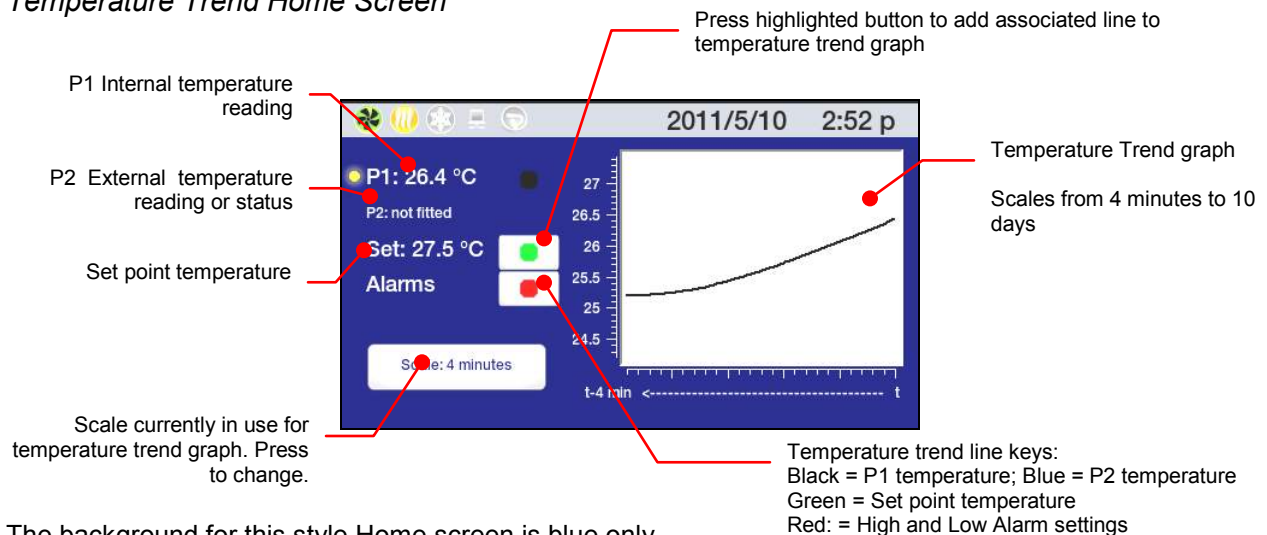 Temperature Trend Home Screen
Press highlighted button to add associated line to
temperature trend graph
P1 Internal temperature
reading
P2 External temperature
reading or status
Set point temperature
Scale currently in use for
temperature trend graph. Press
to change.
2011/5/10 2:52 p
P1: 26.4 °C
P2: not fitted
Set: 27.5 °C
Alarms
Scale: 4 minutes
27
26.5
26
25.5
25
24.5
t-4 min <---------------------------------------- t
Temperature Trend graph
Scales from 4 minutes to 10
days
Temperature trend line keys:
Black = P1 temperature; Blue = P2 temperature
Green = Set point temperature
Red: = High and Low Alarm settings
The background for this style Home screen is blue only